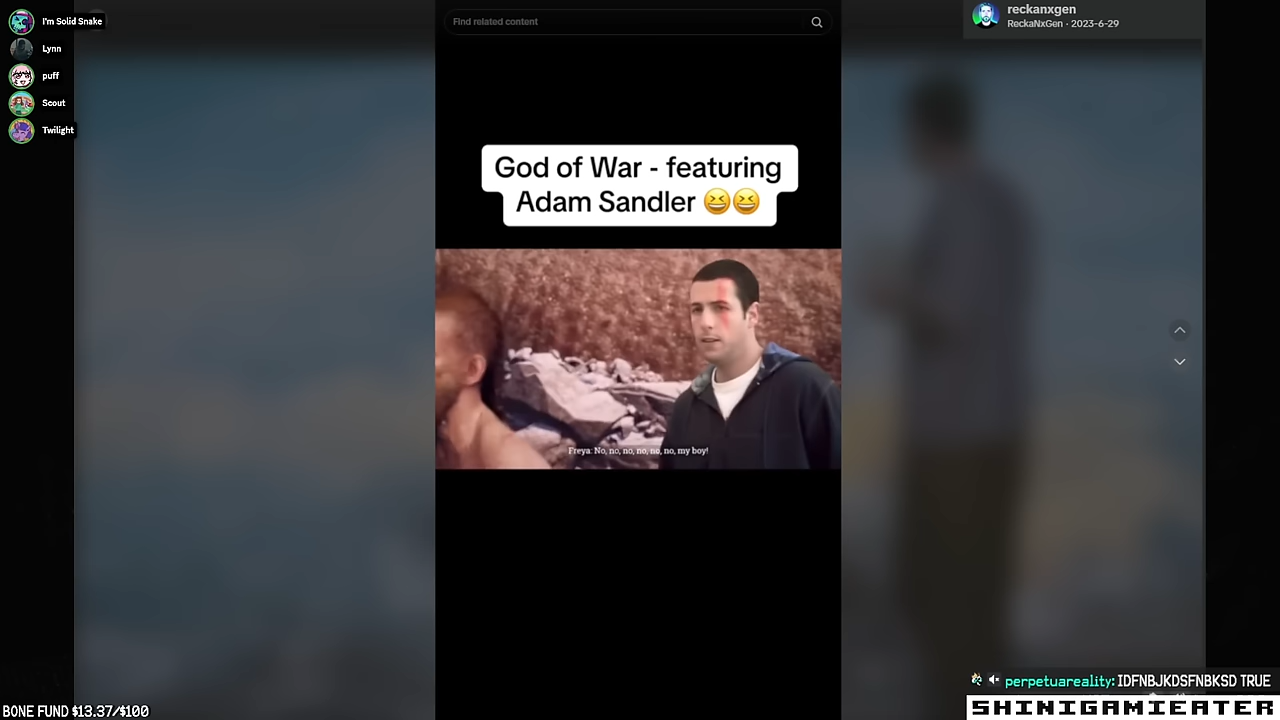 I'm Solid Snake
Lynn
puff
Scout
Twilight
Find related content
reckanxgen
ReckaNxGen · 2023-6-29
God of War - featuring
Adam Sandler 😆😆
Freya: No, no, no, no, no, no, my boy!
perpetuareality: IDFNBJKDSFNBKSD TRUE
BONE FUND $13.37/$100
SHINIGAMIEATER